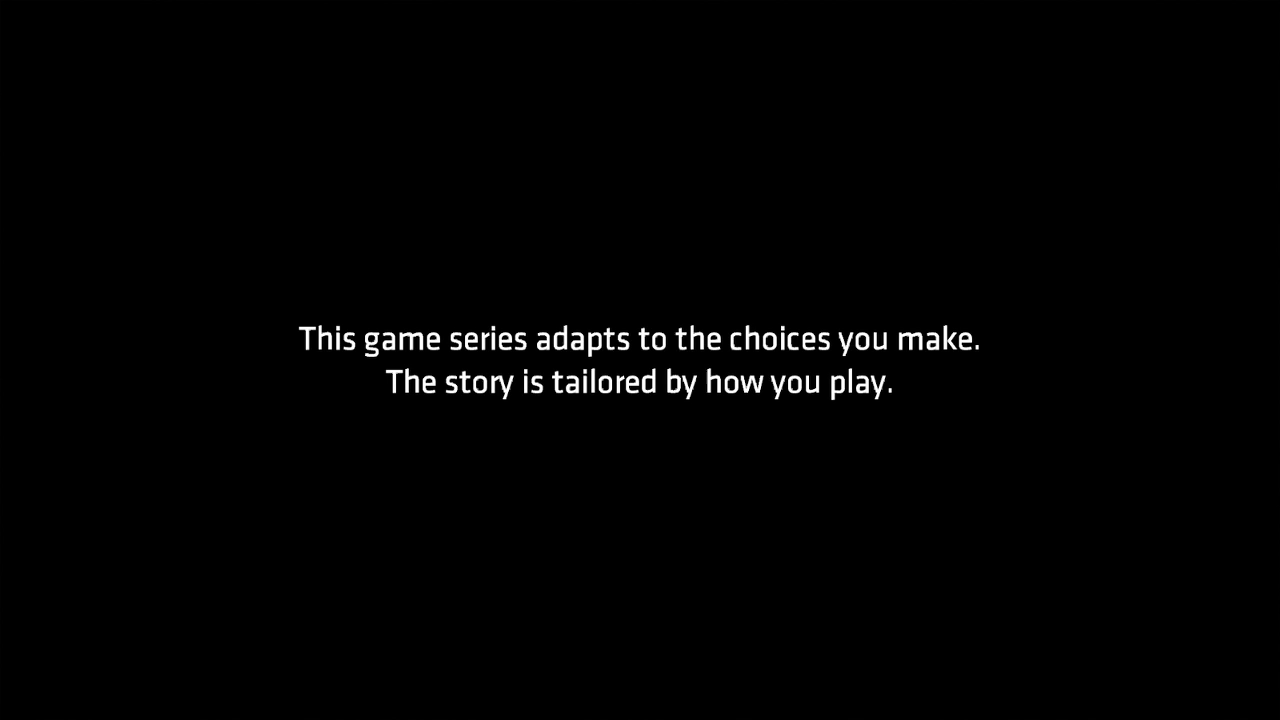 This game series adapts to the choices you make.
The story is tailored by how you play.